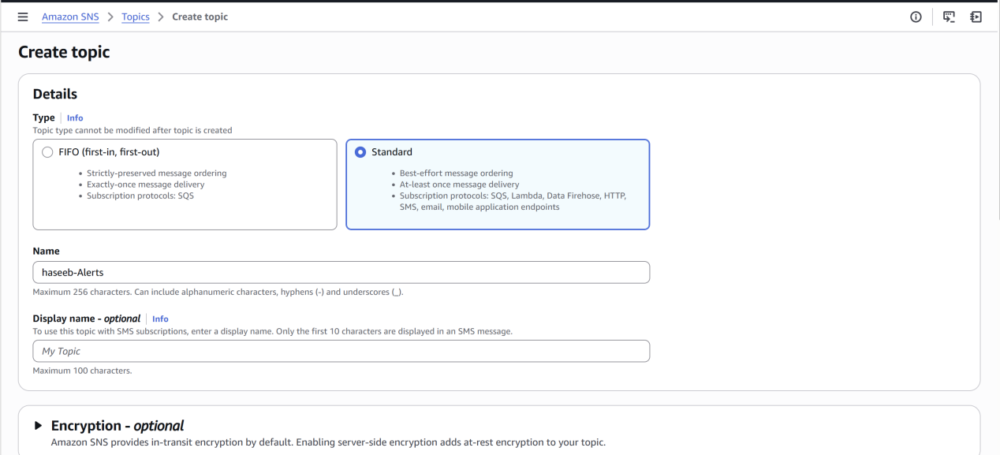 Amazon SNS > Topics > Create topic
Create topic
Details
Type Info
Topic type cannot be modified after topic is created
FIFO (first-in, first-out)
• Strictly-preserved message ordering
• Exactly-once message delivery
• Subscription protocols: SQS
Standard
• Best-effort message ordering
• At-least once message delivery
• Subscription protocols: SQS, Lambda, Data Firehose, HTTP,
SMS, email, mobile application endpoints
Name
haseeb-Alerts
Maximum 256 characters. Can include alphanumeric characters, hyphens (-) and underscores (_).
Display name - optional Info
To use this topic with SMS subscriptions, enter a display name. Only the first 10 characters are displayed in an SMS message.
My Topic
Maximum 100 characters.
Encryption - optional
Amazon SNS provides in-transit encryption by default. Enabling server-side encryption adds at-rest encryption to your topic.